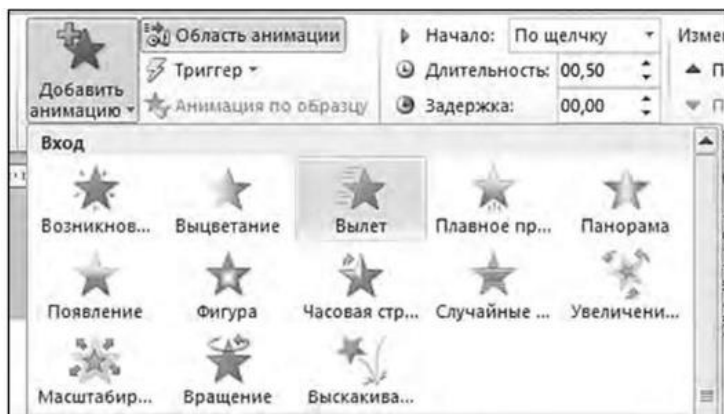 Добавить анимацию
Область анимации
Триггер
Анимация по образцу
Начало: По щелчку
Длительность: 00,50
Задержка: 00,00
Изме
П
П
Вход
Возникнов... Выцветание Вылет Плавное пр... Панорама
Появление Фигура Часовая стр... Случайные ... Увеличени...
Масштабир... Вращение Выскакива...